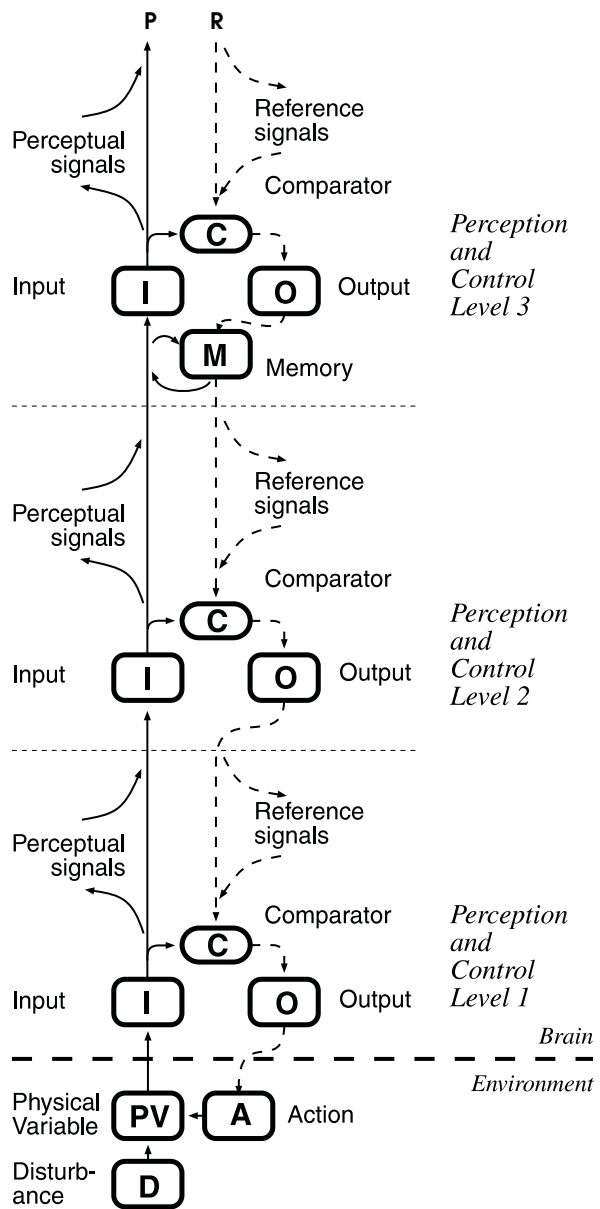 P R
Reference
signals
Perceptual
signals
Comparator
C
Perception
and
Control
Level 3
Input
I
O
Output
M
Memory
Reference
signals
Perceptual
signals
Comparator
C
Perception
and
Control
Level 2
Input
I
O
Output
Reference
signals
Perceptual
signals
Comparator
C
Perception
and
Control
Level 1
Input
I
O
Output
Brain
Environment
Physical
Variable
PV
A
Action
Disturb-
ance
D